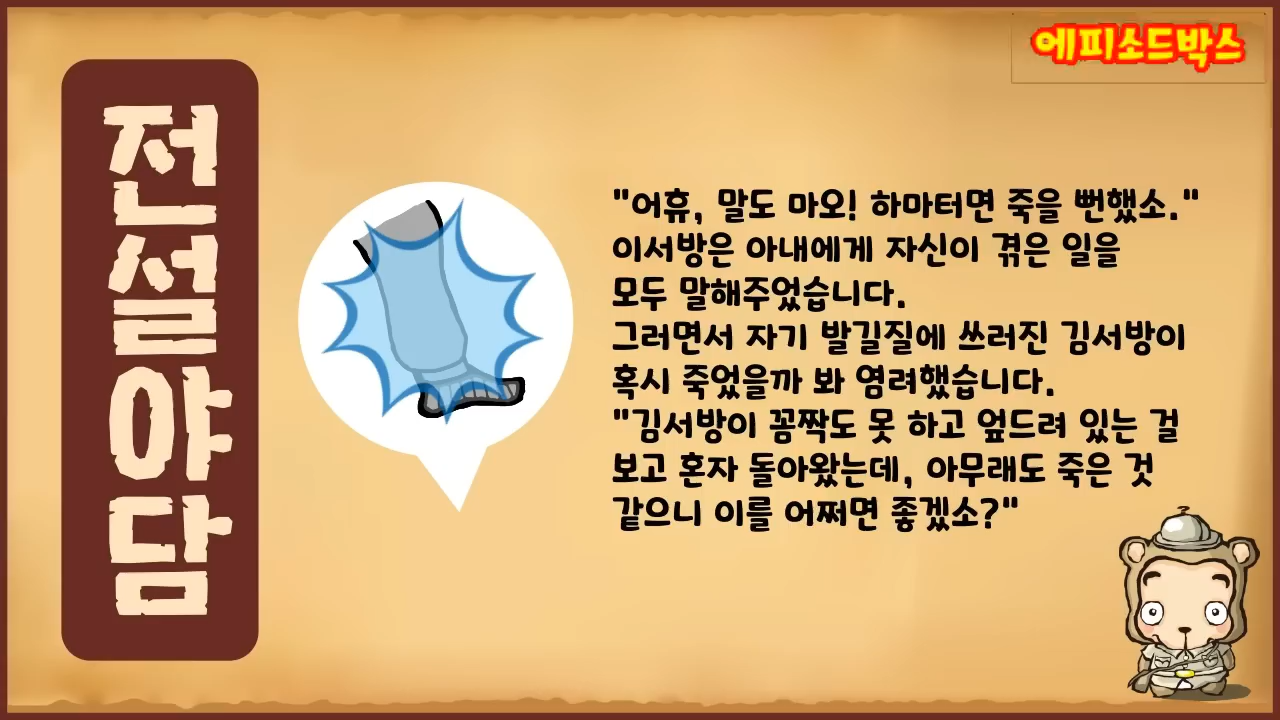 에피소드박스
전설야담
"어휴, 말도 마오! 하마터면 죽을 뻔했소."
이서방은 아내에게 자신이 겪은 일을
모두 말해주었습니다.
그러면서 자기 발길질에 쓰러진 김서방이
혹시 죽었을까 봐 염려했습니다.
"김서방이 꼼짝도 못 하고 엎드려 있는 걸
보고 혼자 돌아왔는데, 아무래도 죽은 것
같으니 이를 어쩌면 좋겠소?"